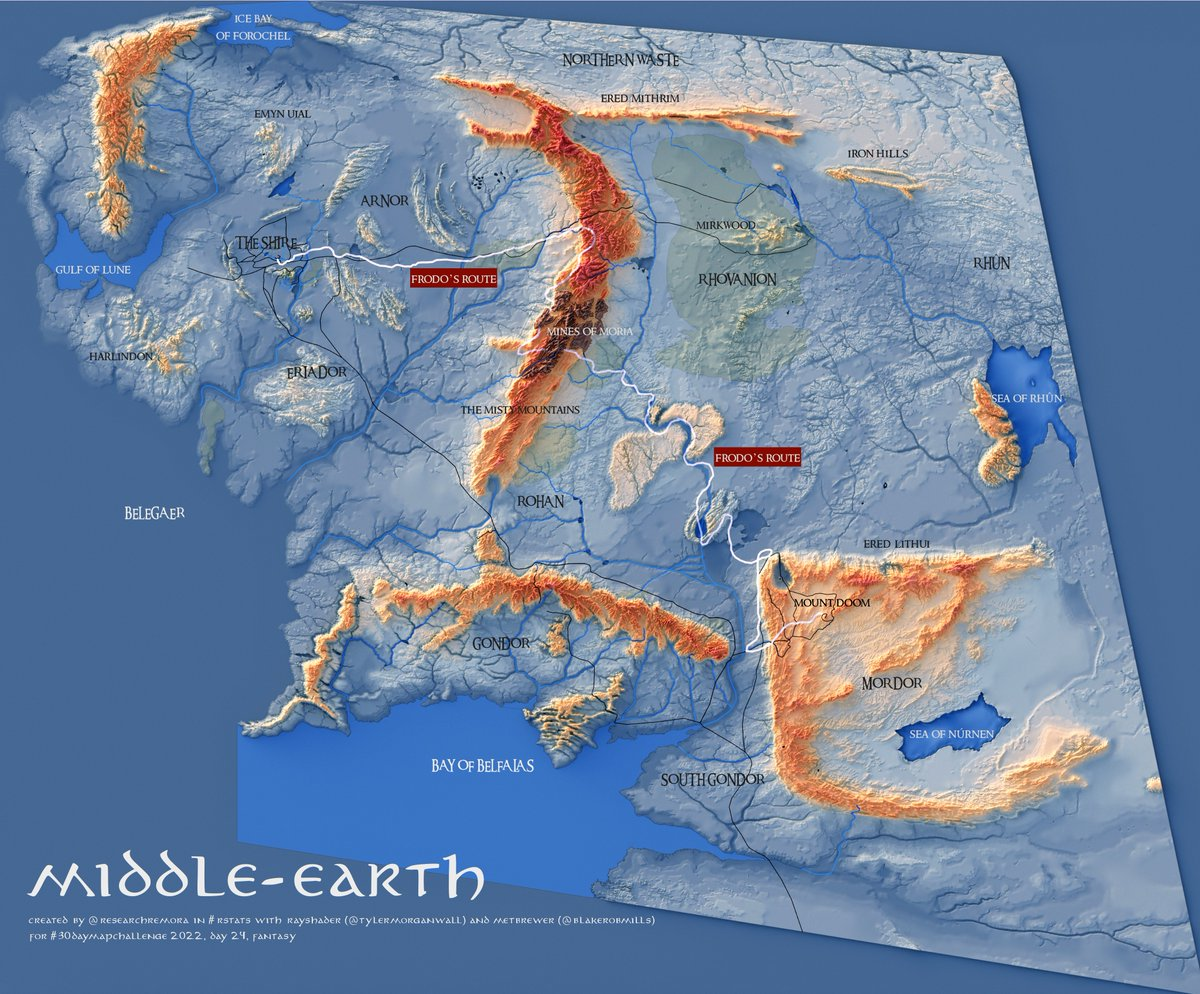 ICE BAY
OF FOROCHEL
NORTHERN WASTE
ERED MITHRIM
EMYN UIAL
IRON HILLS
ARNOR
MIRKWOOD
THE SHIRE
GULF OF LUNE
FRODO'S ROUTE
RHOVANION
RHÛN
MINES OF MORIA
HARLINDON
ERIADOR
SEA OF RHÛN
THE MISTY MOUNTAINS
FRODO'S ROUTE
ROHAN
BELEGAER
ERED LITHUI
MOUNT DOOM
GONDOR
MORDOR
SEA OF NÚRNEN
BAY OF BELFALAS
SOUTH GONDOR
MIDDLE-EARTH
CREATED BY @RESEARCHREMORA IN #RSTATS WITH RAYSHADER (@TYLERMORGANWALL) AND METBREWER (@BLAKEROBMILLS)
FOR #30DAYMAPCHALLENGE 2022, DAY 29, FANTASY